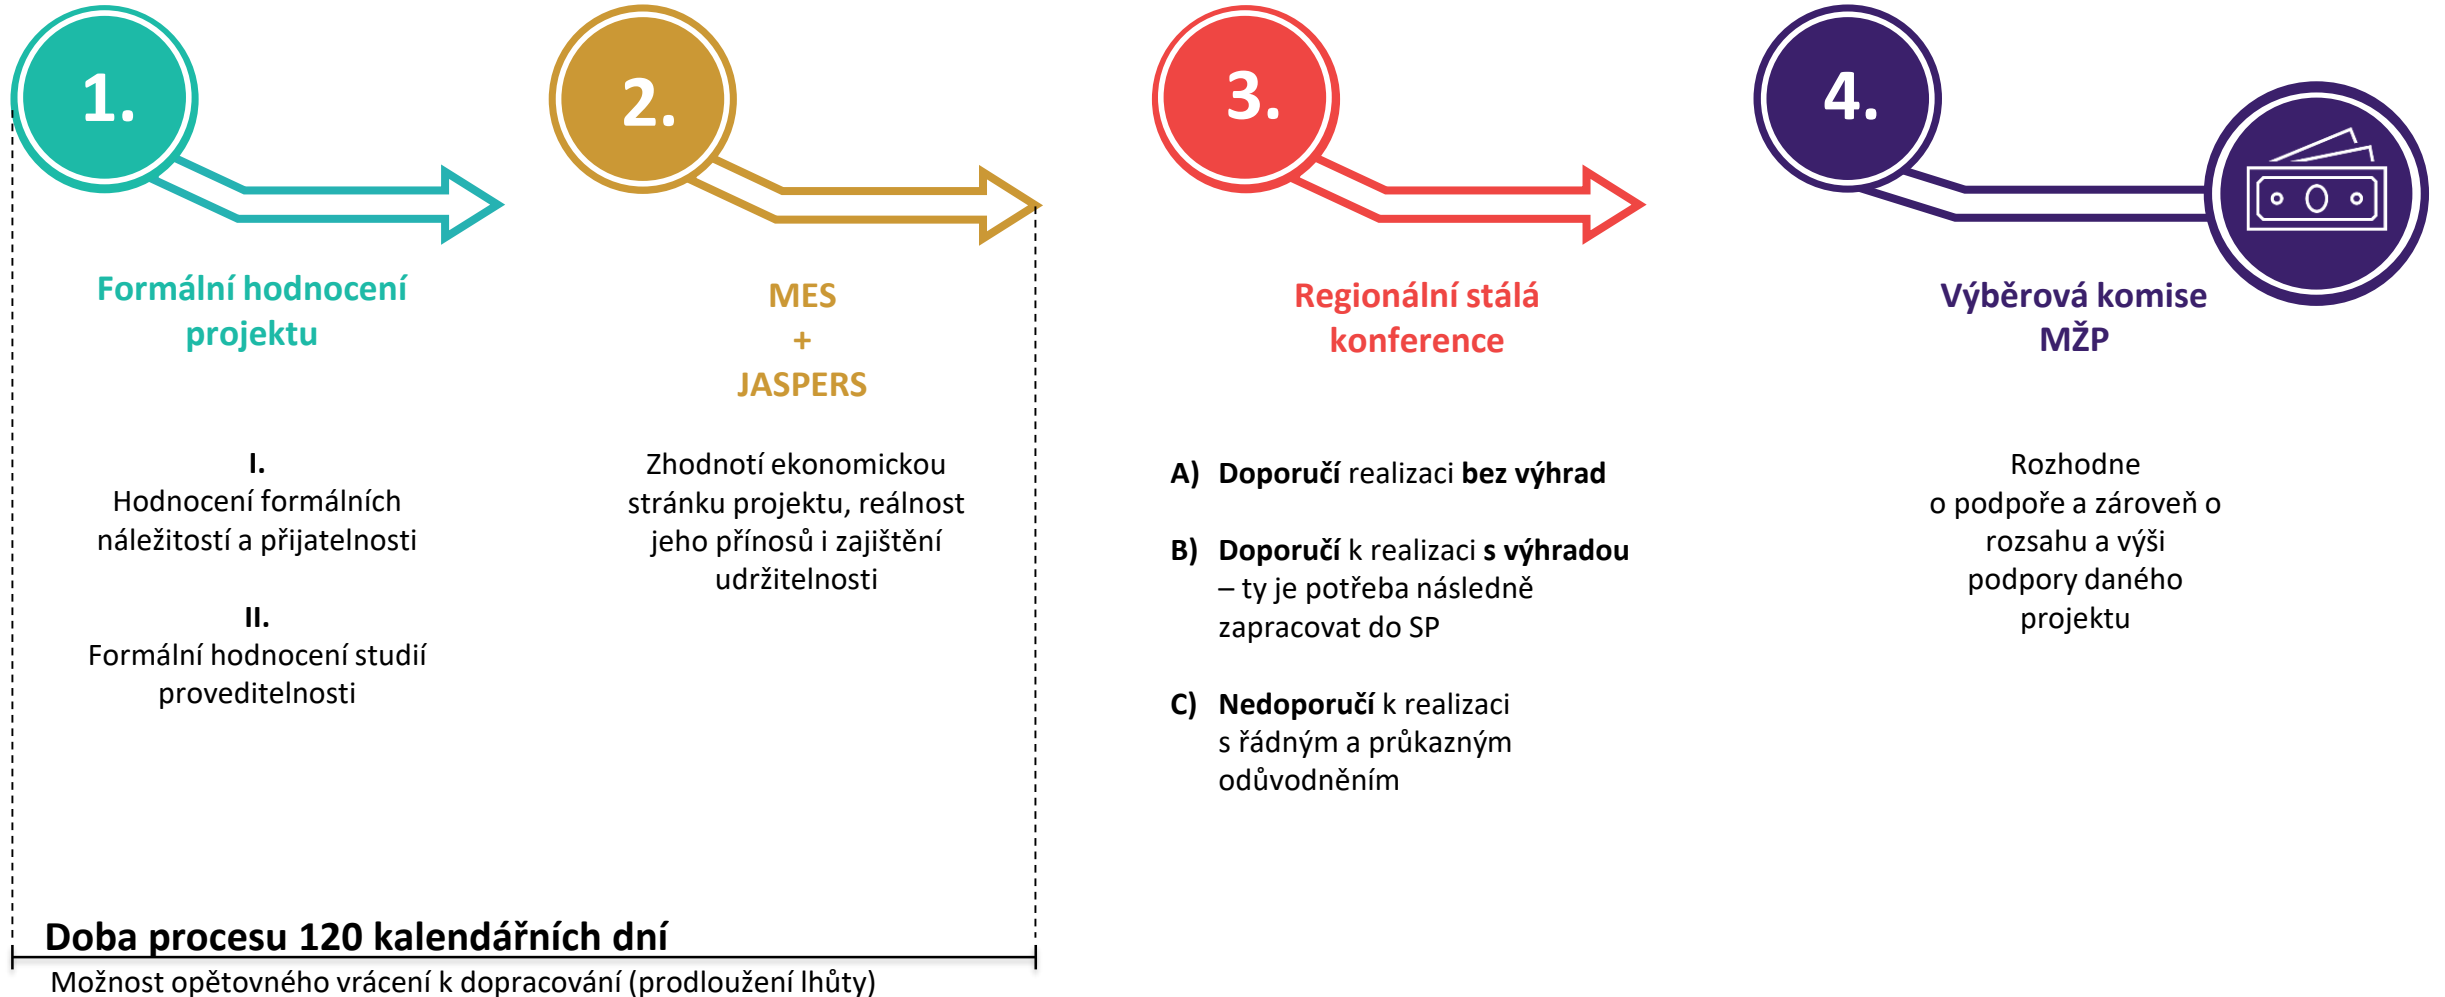 1.
Formální hodnocení
projektu
I.
Hodnocení formálních
náležitostí a přijatelnosti
II.
Formální hodnocení studií
proveditelnosti
2.
MES
+
JASPERS
Zhodnotí ekonomickou
stránku projektu, reálnost
jeho přínosů i zajištění
udržitelnosti
3.
Regionální stálá
konference
A) Doporučí realizaci bez výhrad
B) Doporučí k realizaci s výhradou
– ty je potřeba následně
zapracovat do SP
C) Nedoporučí k realizaci
s řádným a průkazným
odůvodněním
4.
Výběrová komise
MŽP
Rozhodne
o podpoře a zároveň o
rozsahu a výši
podpory daného
projektu
Doba procesu 120 kalendářních dní
Možnost opětovného vrácení k dopracování (prodloužení lhůty)